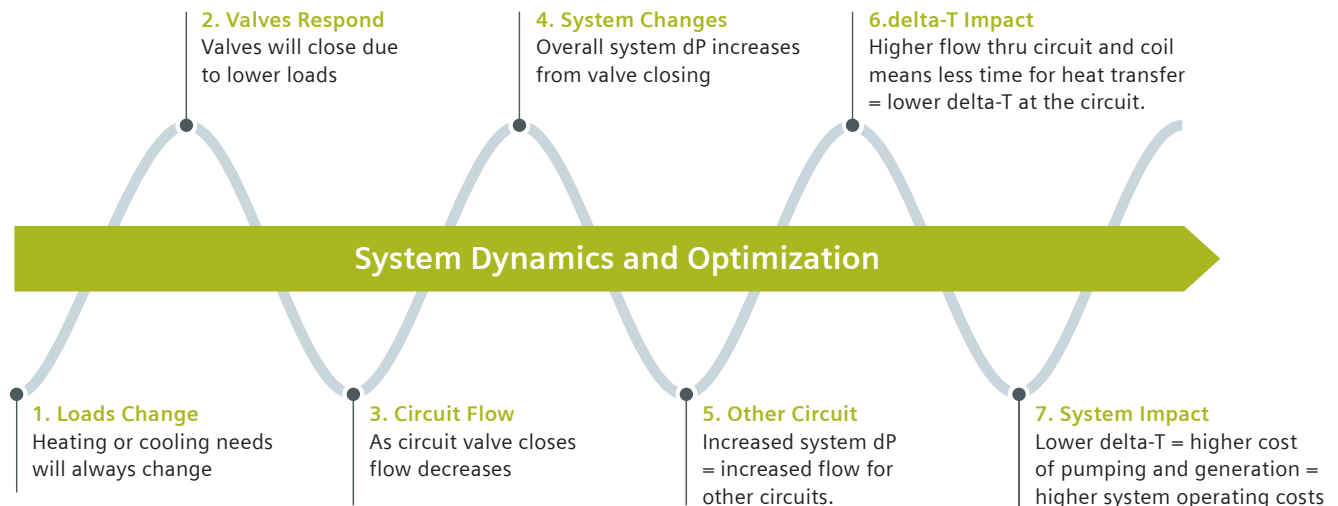 2. Valves Respond
Valves will close due
to lower loads
4. System Changes
Overall system dP increases
from valve closing
6.delta-T Impact
Higher flow thru circuit and coil
means less time for heat transfer
= lower delta-T at the circuit.
System Dynamics and Optimization
1. Loads Change
Heating or cooling needs
will always change
3. Circuit Flow
As circuit valve closes
flow decreases
5. Other Circuit
Increased system dP
= increased flow for
other circuits.
7. System Impact
Lower delta-T = higher cost
of pumping and generation =
higher system operating costs